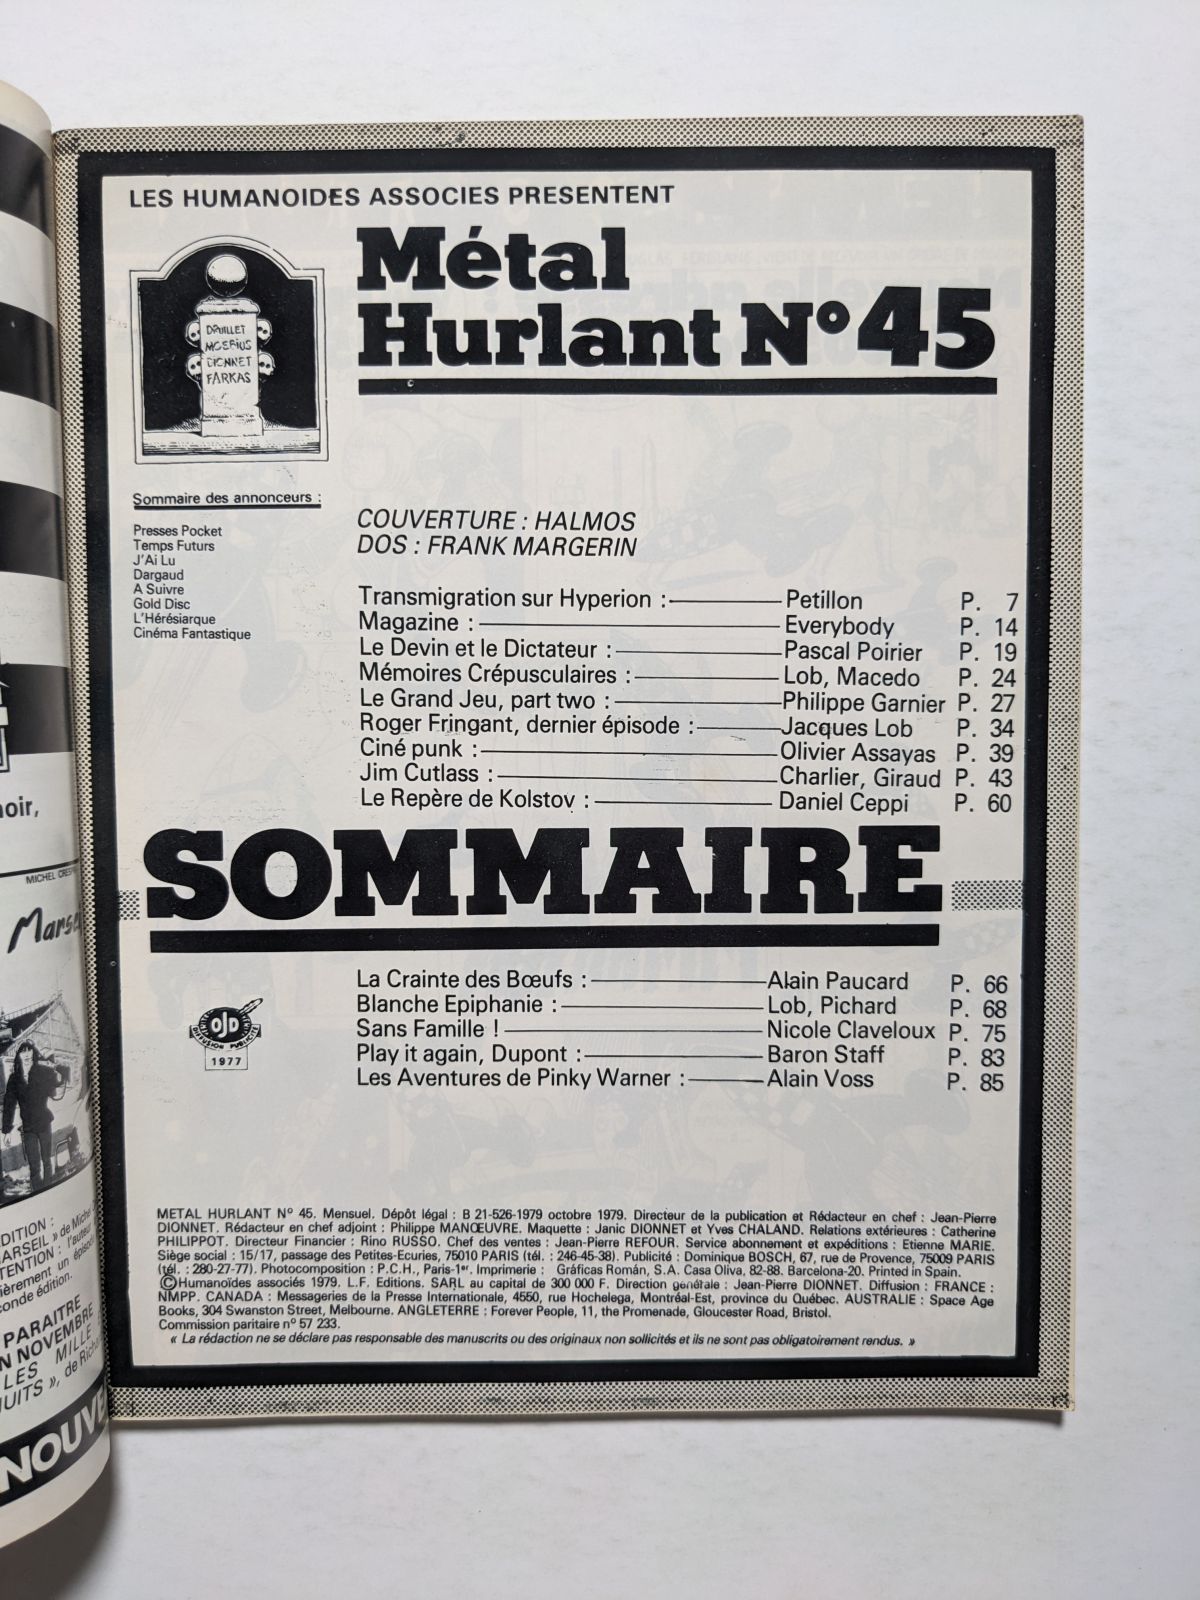 LES HUMANOIDES ASSOCIES PRESENTENT
Métal
Hurlant Nº 45
DRUILLET
MOEBIUS
DIONNET
FARKAS
Sommaire des annonceurs :
Presses Pocket
Temps Futurs
J'Ai Lu
Dargaud
A Suivre
Gold Disc
L'Hérésiarque
Cinéma Fantastique
COUVERTURE : HALMOS
DOS : FRANK MARGERIN
Transmigration sur Hyperion : Petillon P. 7
Magazine : Everybody P. 14
Le Devin et le Dictateur : Pascal Poirier P. 19
Mémoires Crépusculaires : Lob, Macedo P. 24
Le Grand Jeu, part two : Philippe Garnier P. 27
Roger Fringant, dernier épisode : Jacques Lob P. 34
Ciné punk : Olivier Assayas P. 39
Jim Cutlass : Charlier, Giraud P. 43
Le Repère de Kolstov : Daniel Ceppi P. 60
SOMMAIRE
La Crainte des Bœufs : Alain Paucard P. 66
Blanche Epiphanie : Lob, Pichard P. 68
Sans Famille ! Nicole Claveloux P. 75
Play it again, Dupont : Baron Staff P. 83
Les Aventures de Pinky Warner : Alain Voss P. 85
OJD
DIFFUSION PUBLICITÉ
1977
METAL HURLANT Nº 45. Mensuel. Dépôt légal : B 21-526-1979 octobre 1979. Directeur de la publication et Rédacteur en chef : Jean-Pierre
DIONNET. Rédacteur en chef adjoint : Philippe MANŒUVRE. Maquette : Janic DIONNET et Yves CHALAND. Relations extérieures : Catherine
PHILIPPOT. Directeur Financier : Rino RUSSO. Chef des ventes : Jean-Pierre REFOUR. Service abonnement et expéditions : Etienne MARIE.
Siège social : 15/17, passage des Petites-Ecuries, 75010 PARIS (tél. : 246-45-38). Publicité : Dominique BOSCH, 67, rue de Provence, 75009 PARIS
(tél. : 280-27-77). Photocomposition : P.C.H., Paris-1er. Imprimerie : Gráficas Román, S.A. Casa Oliva, 82-88. Barcelona-20. Printed in Spain.
©Humanoïdes associés 1979. L.F. Editions. SARL au capital de 300 000 F. Direction générale : Jean-Pierre DIONNET. Diffusion : FRANCE :
NMPP. CANADA : Messageries de la Presse Internationale, 4550, rue Hochelega, Montréal-Est, province du Québec. AUSTRALIE : Space Age
Books, 304 Swanston Street, Melbourne. ANGLETERRE : Forever People, 11, the Promenade, Gloucester Road, Bristol.
Commission paritaire nº 57 233.
« La rédaction ne se déclare pas responsable des manuscrits ou des originaux non sollicités et ils ne sont pas obligatoirement rendus. »
noir,
MICHEL
PARAITRE
N NOVEMBRE
LES MILLE
UITS », de
NOUVE